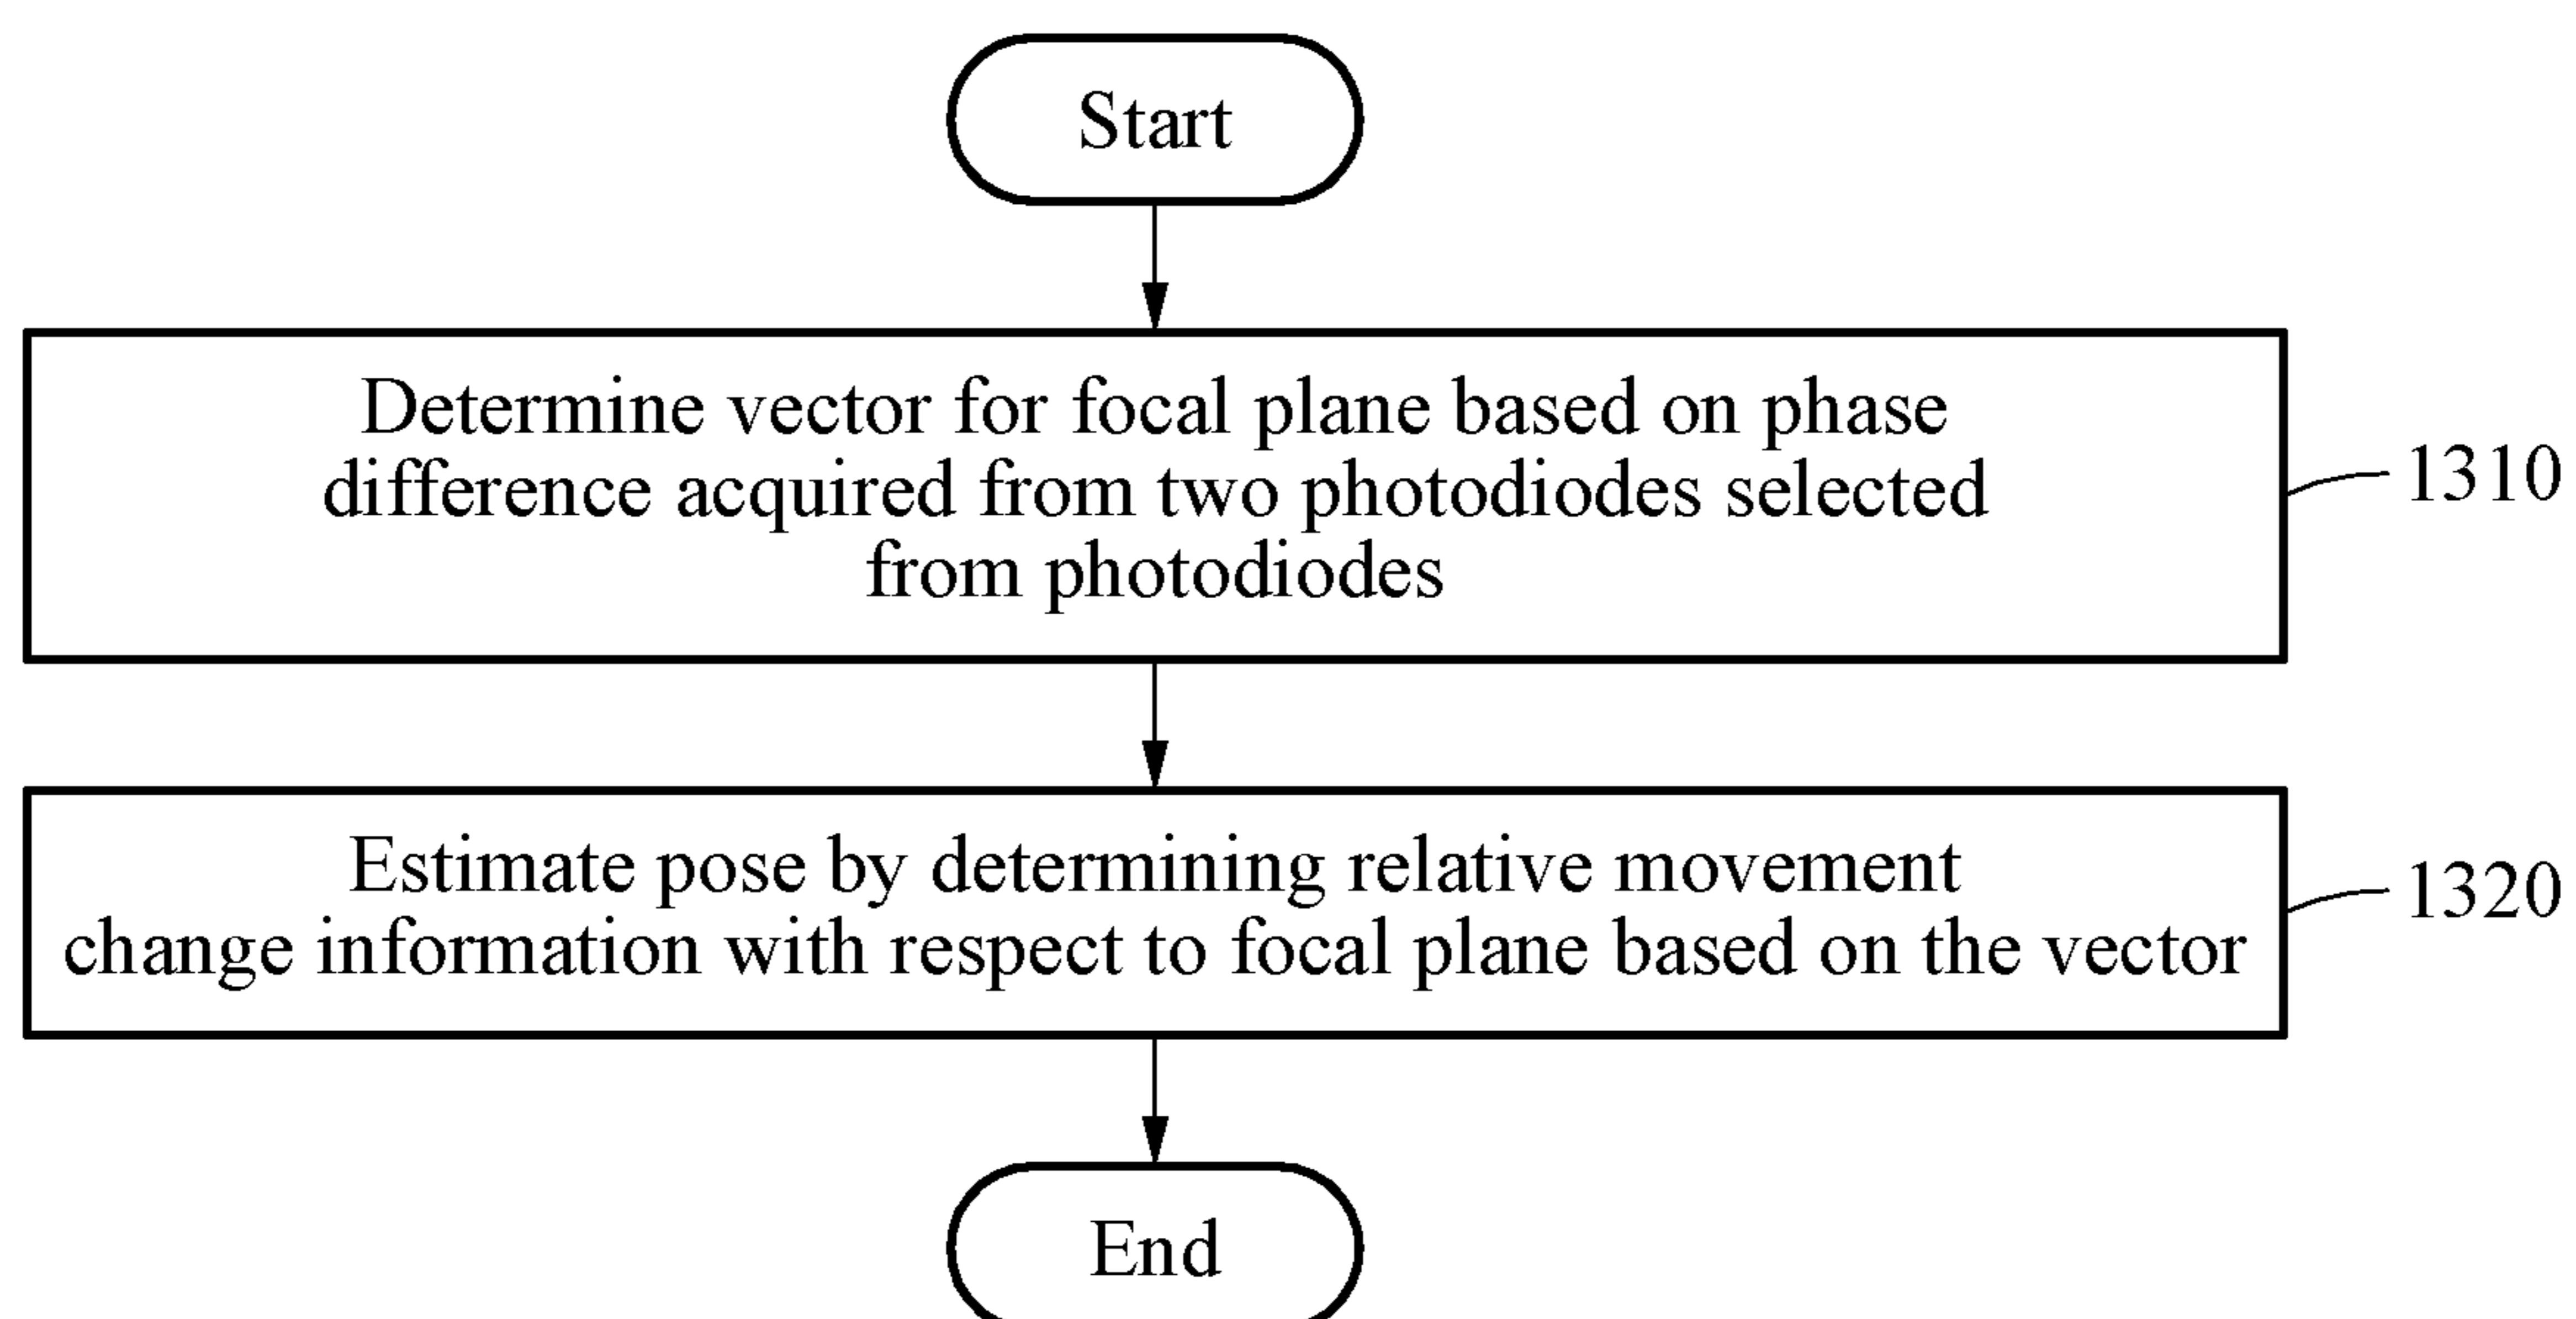 Start
Determine vector for focal plane based on phase
difference acquired from two photodiodes selected
from photodiodes
1310
Estimate pose by determining relative movement
change information with respect to focal plane based on the vector
1320
End